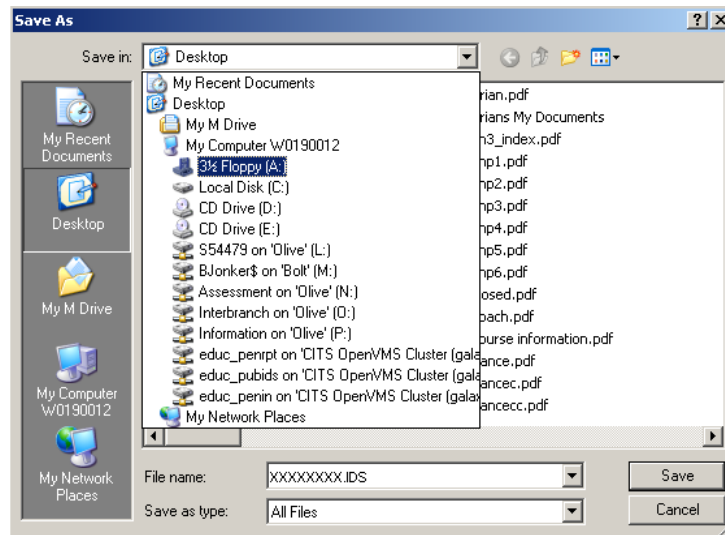 Save As
Save in:
Desktop
My Recent Documents
Desktop
My M Drive
My Computer W0190012
3½ Floppy (A:)
Local Disk (C:)
CD Drive (D:)
CD Drive (E:)
S54479 on 'Olive' (L:)
BJonker$ on 'Bolt' (M:)
Assessment on 'Olive' (N:)
Interbranch on 'Olive' (O:)
Information on 'Olive' (P:)
educ_penrpt on 'CITS OpenVMS Cluster (gala
educ_pubids on 'CITS OpenVMS Cluster (gala
educ_penin on 'CITS OpenVMS Cluster (galax
My Network Places
rian.pdf
rians My Documents
n3_index.pdf
np1.pdf
np2.pdf
np3.pdf
np4.pdf
np5.pdf
np6.pdf
osed.pdf
oach.pdf
ourse information.pdf
ance.pdf
ancec.pdf
ancecc.pdf
My Recent
Documents
Desktop
My M Drive
My Computer
W0190012
My Network
Places
File name:
XXXXXXXX.IDS
Save
Save as type:
All Files
Cancel